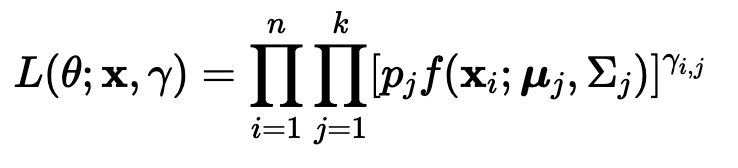 L(θ; x, γ) = ∏_{i=1}^{n} ∏_{j=1}^{k} [p_j f(x_i; μ_j, Σ_j)]^{γ_{i,j}}